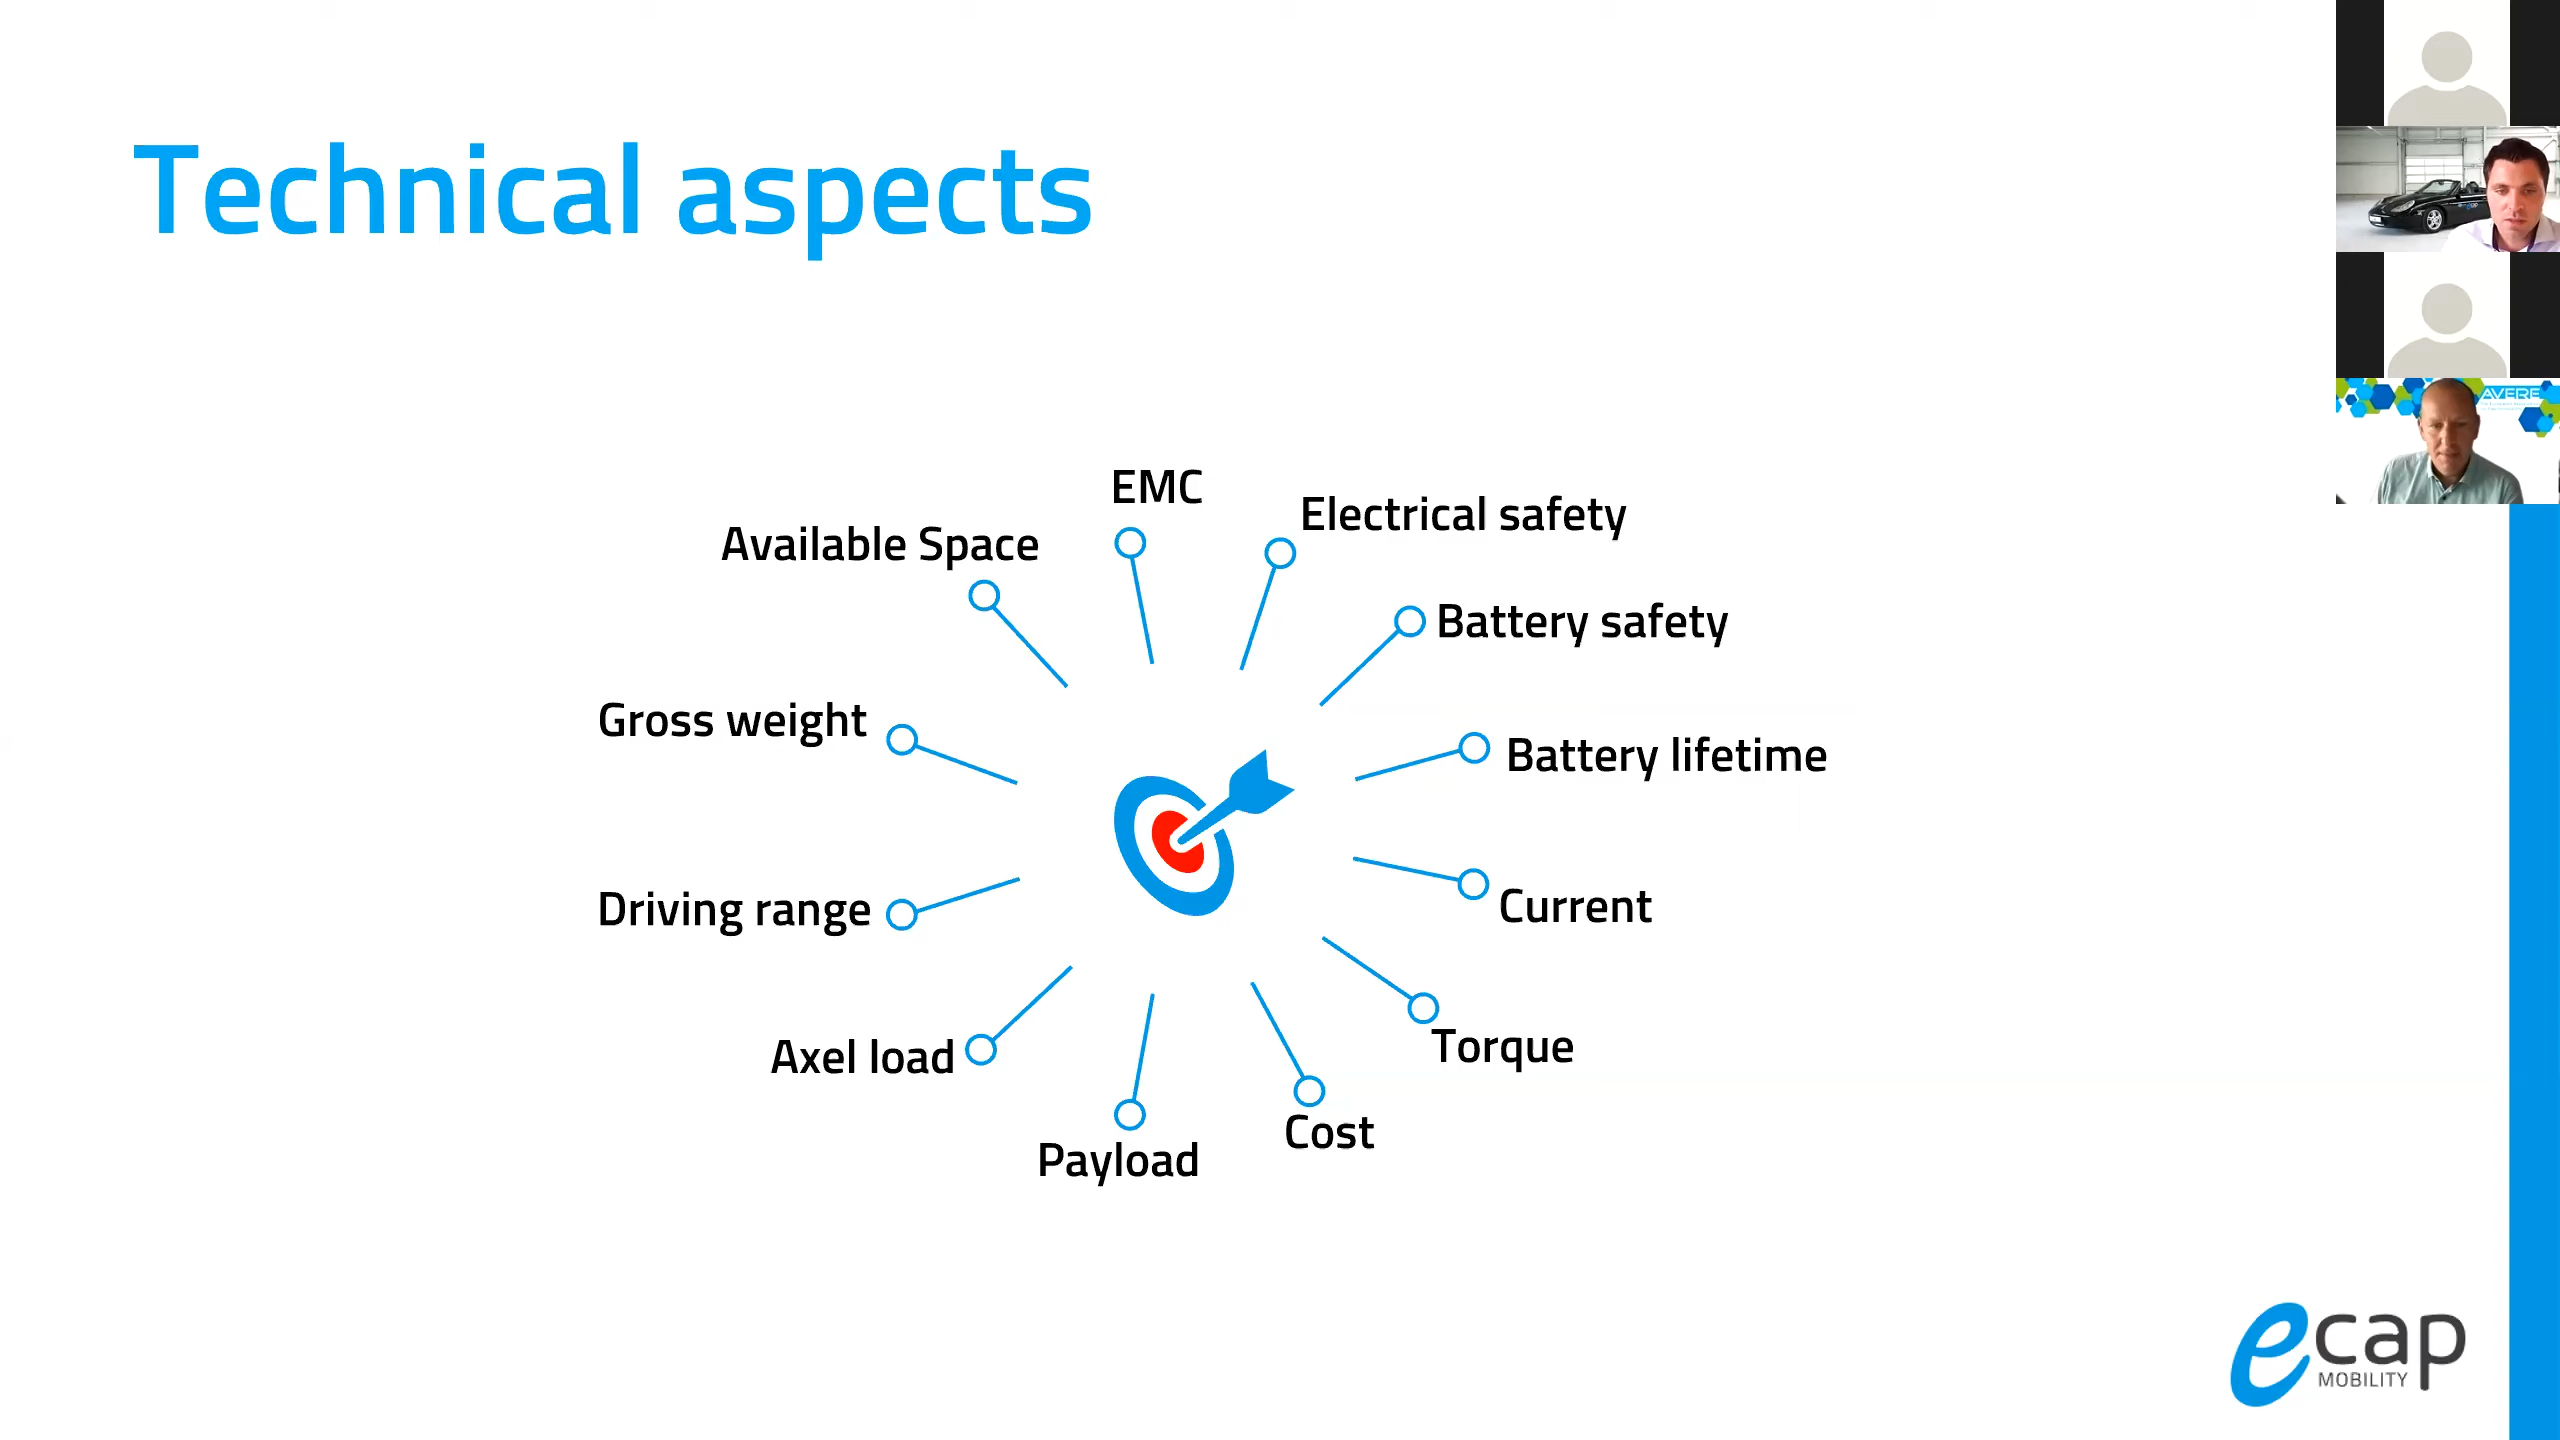 Technical aspects
EMC
Electrical safety
Available Space
Battery safety
Gross weight
Battery lifetime
Driving range
Current
Axel load
Torque
Cost
Payload
AVERE
ecap
MOBILITY